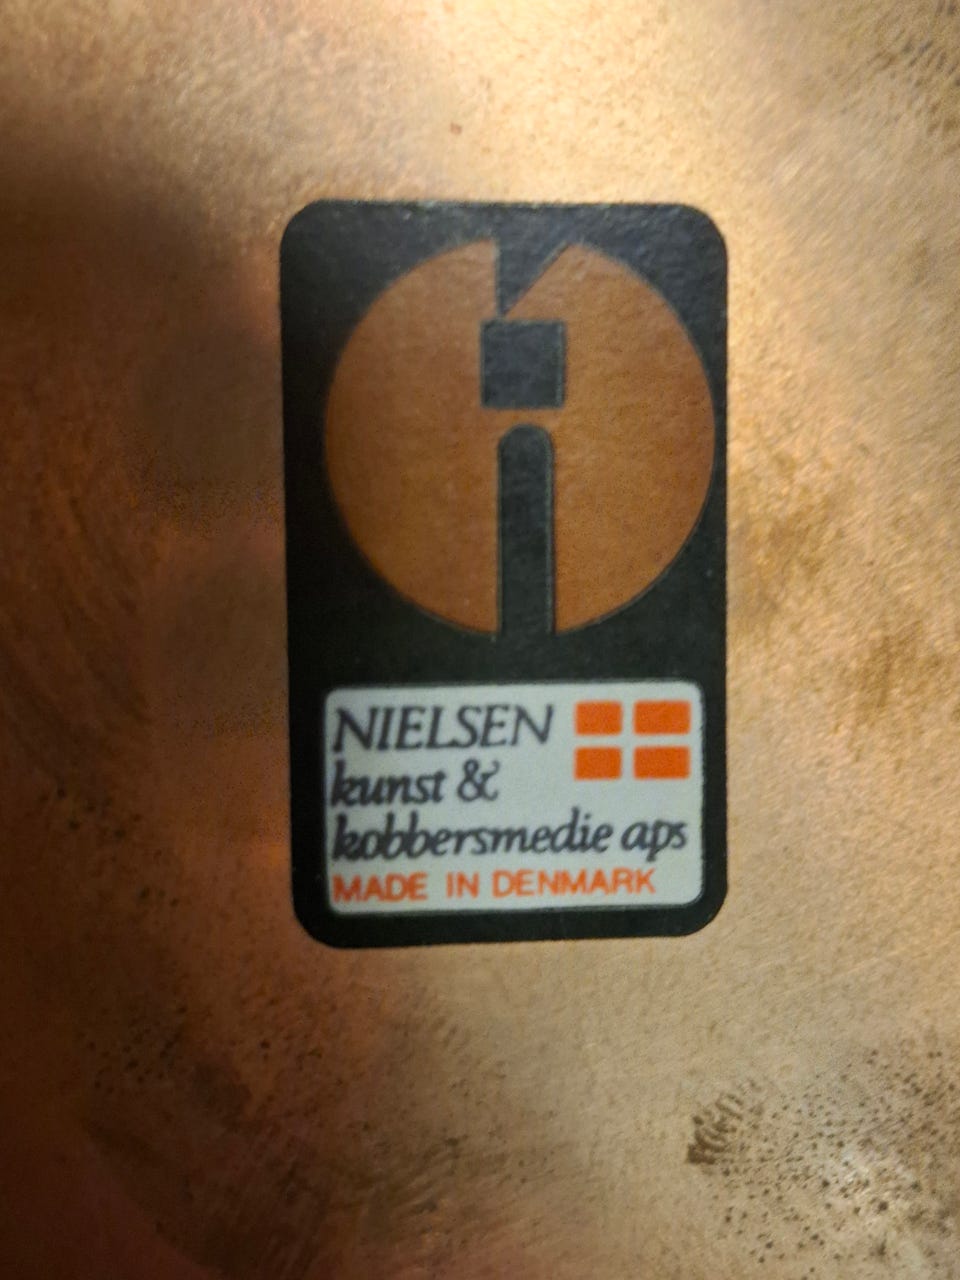 NIELSEN
kunst &
kobbersmedie aps
MADE IN DENMARK